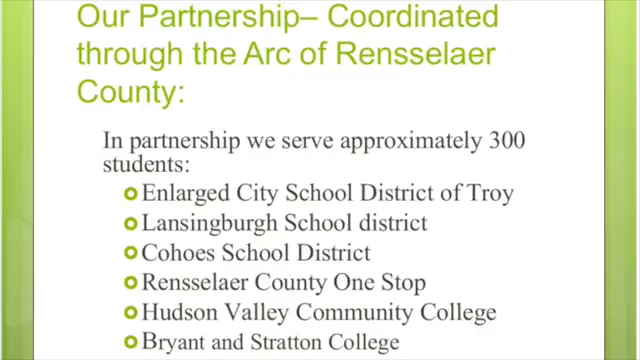 Our Partnership– Coordinated
through the Arc of Rensselaer
County:
In partnership we serve approximately 300
students:
Enlarged City School District of Troy
Lansingburgh School district
Cohoes School District
Rensselaer County One Stop
Hudson Valley Community College
Bryant and Stratton College